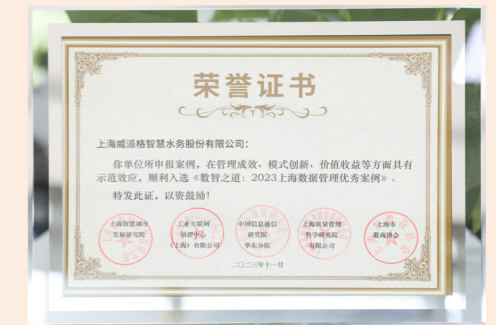 荣誉证书
上海威派格智慧水务股份有限公司：
你单位所申报案例，在管理成效、模式创新、价值收益等方面具有
示范效应，顺利入选《数智之道：2023上海数据管理优秀案例》。
特发此证，以资鼓励！
上海智慧城市
发展研究院
工业互联网
创新中心
（上海）有限公司
中国信息通信
研究院
华东分院
上海质量管理
科学研究院
有限公司
上海市
数商协会
二〇二三年十一月